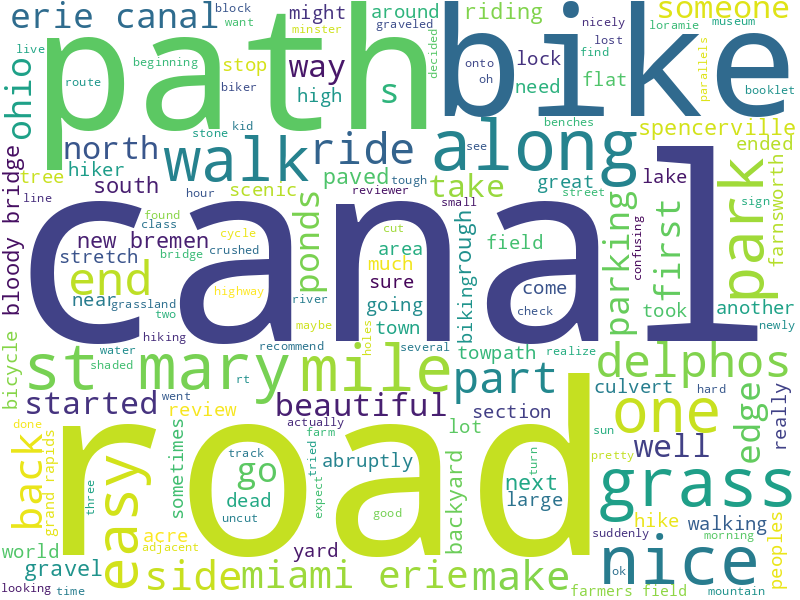 erie canal
block
want
might
graveled
minster
around
riding
nicely
lost
loramie
museum
someone
path
bike
live
beginning
stop
way
decided
lock
onto
oh
find
parallels
booklet
route
biker
high
s
need
flat
ohio
stone
kid
benches
spencerville
north
walk
ride
along
see
ended
hiker
tree
south
scenic
paved
reviewer
tough
take
great
lake
park
line
hour
small
street
sign
farnsworth
bloody bridge
found
class
cycle
cut
canal
new bremen
bridge
crushed
area
field
parking
confusing
first
stretch
ponds
much
biking
rough
end
near
grassland
highway
river
sure
come
two
maybe
going
check
took
another
hiking
town
newly
water
recommend
holes
several
towpath
realize
shaded
rt
st mary
mile
delphos
bicycle
went
part
culvert
hard
started
review
beautiful
section
one
edge
really
actually
sun
done
track
farm
lot
well
back
grand rapids
easy
sometimes
go
tried
abruptly
backyard
next
turn
pretty
three
dead
expect
large
grass
road
uncut
good
hike
walking
acre
suddenly
morning
peoples
world
adjacent
yard
nice
gravel
side
miami erie
make
ok
mountain
looking
time
farmers field